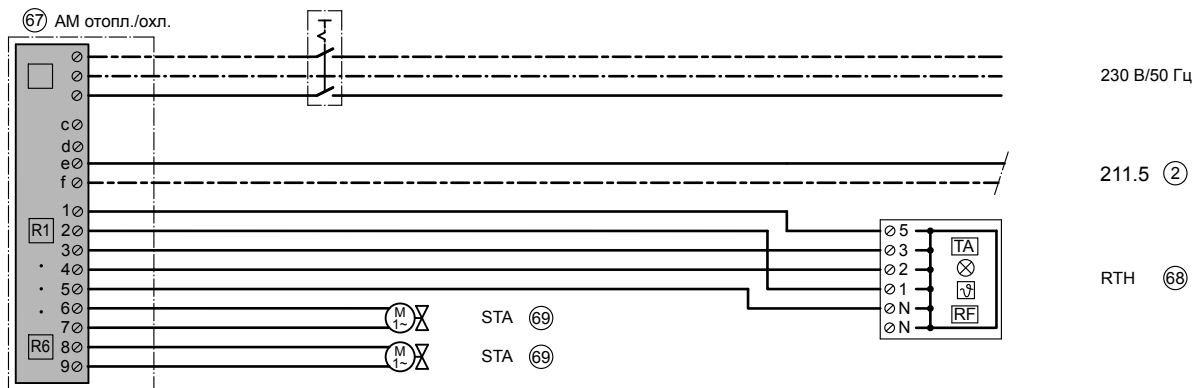 67 АМ отопл./охл.
230 В/50 Гц
c
d
e
f
211.5 2
1
R1 2
3
4
5
6
7
R6 8
9
5
3 TA
2
1 ϑ
N RF
N
RTH 68
M 1~ STA 69
M 1~ STA 69